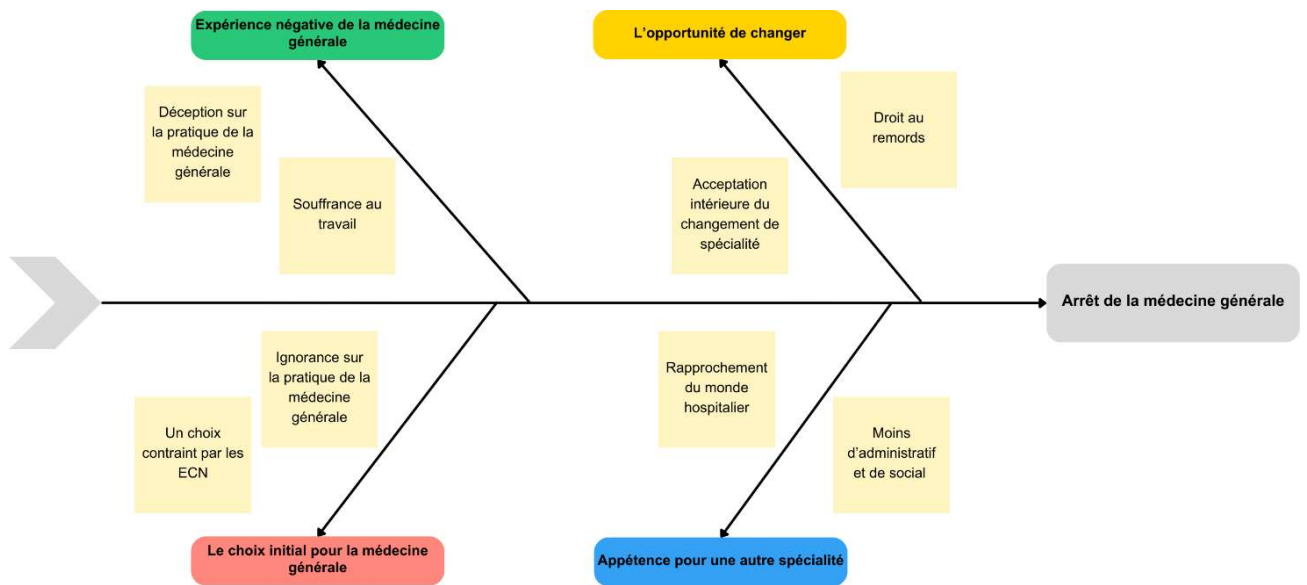 Expérience négative de la médecine
générale
L'opportunité de changer
Déception sur
la pratique de la
médecine
générale
Souffrance au
travail
Droit au
remords
Acceptation
intérieure du
changement de
spécialité
Arrêt de la médecine générale
Ignorance sur
la pratique de la
médecine
générale
Un choix
contraint par les
ECN
Rapprochement
du monde
hospitalier
Moins
d'administratif
et de social
Le choix initial pour la médecine
générale
Appétence pour une autre spécialité